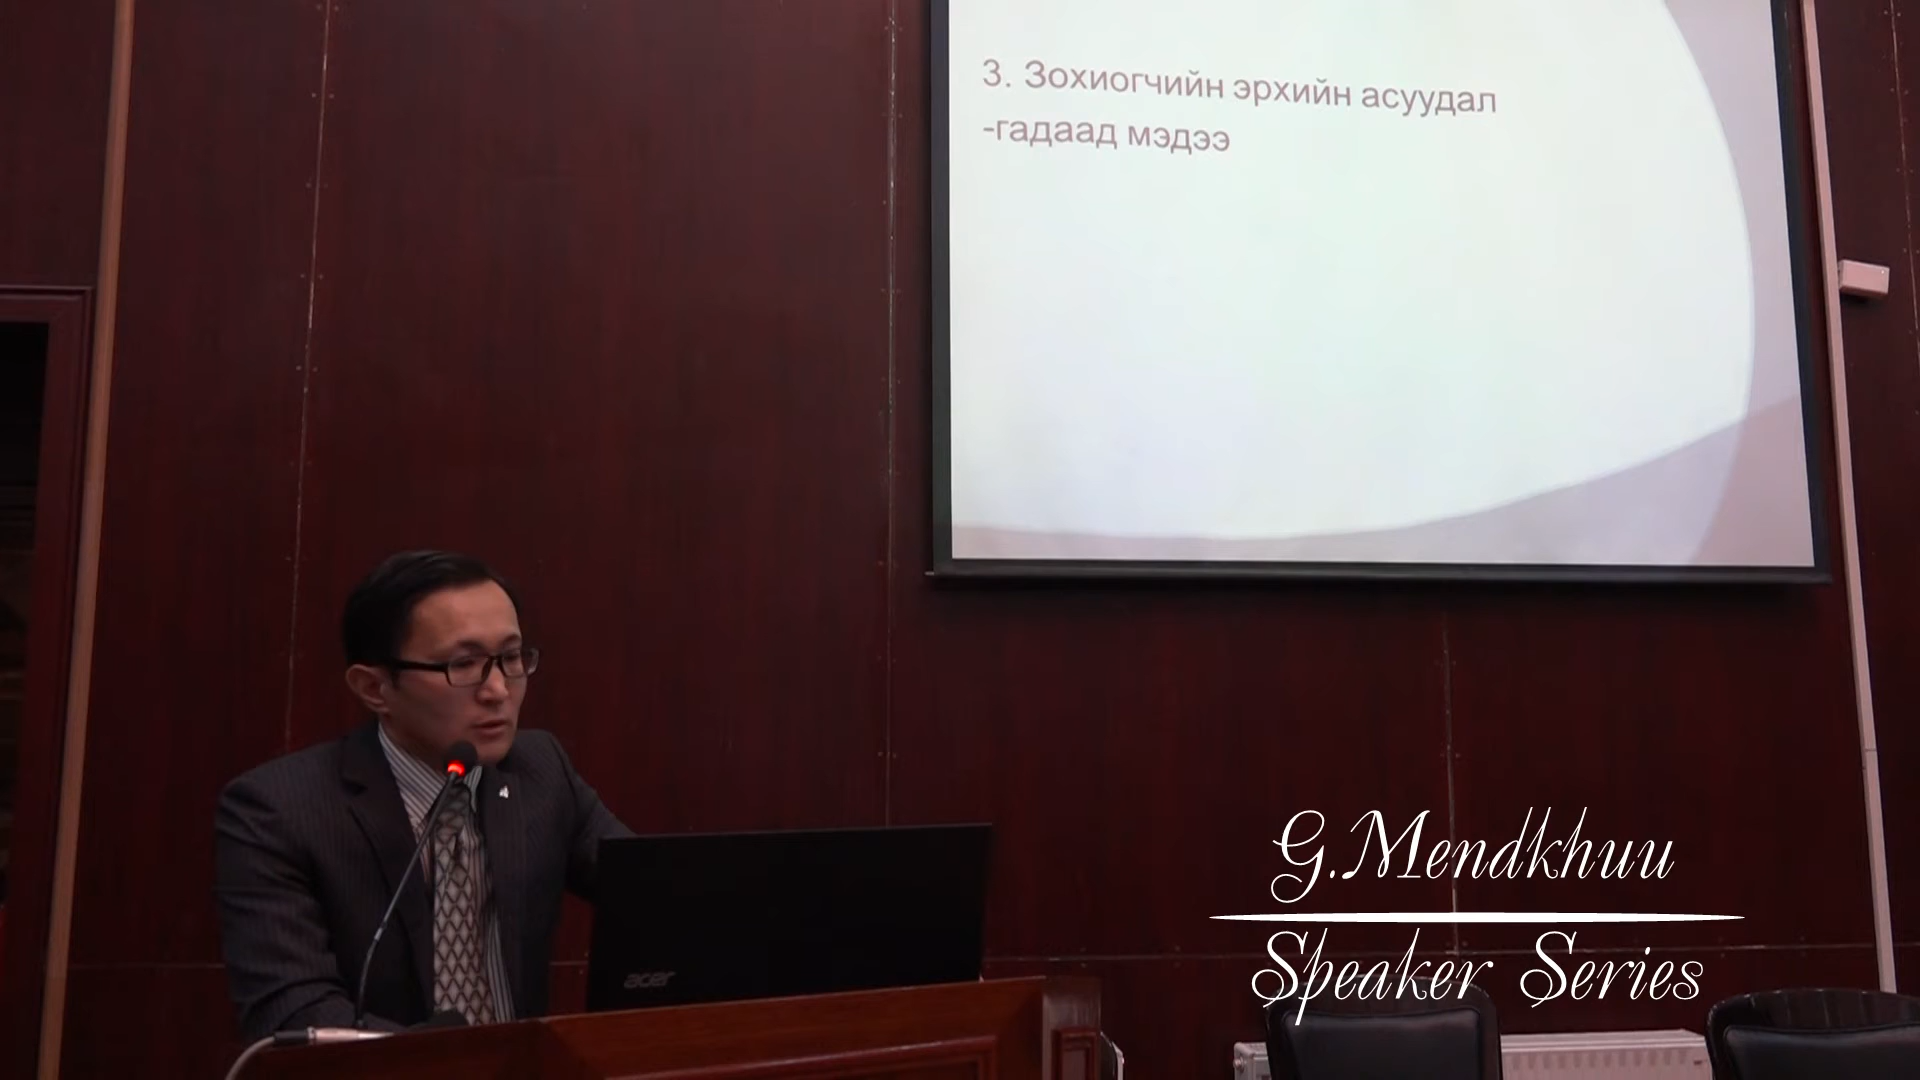 3. Зохиогчийн эрхийн асуудал
-гадаад мэдээ
acer
G.Mendkhuu
Speaker Series